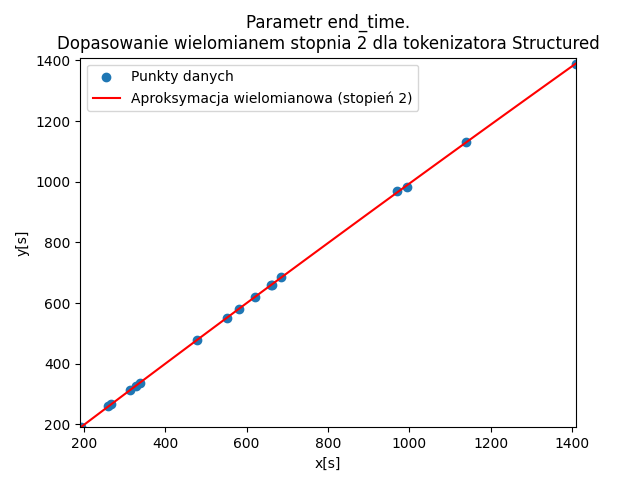 Parametr end_time.
Dopasowanie wielomianem stopnia 2 dla tokenizatora Structured
Punkty danych
Aproksymacja wielomianowa (stopień 2)
1400
1200
1000
800
600
400
200
y[s]
200
400
600
800
1000
1200
1400
x[s]